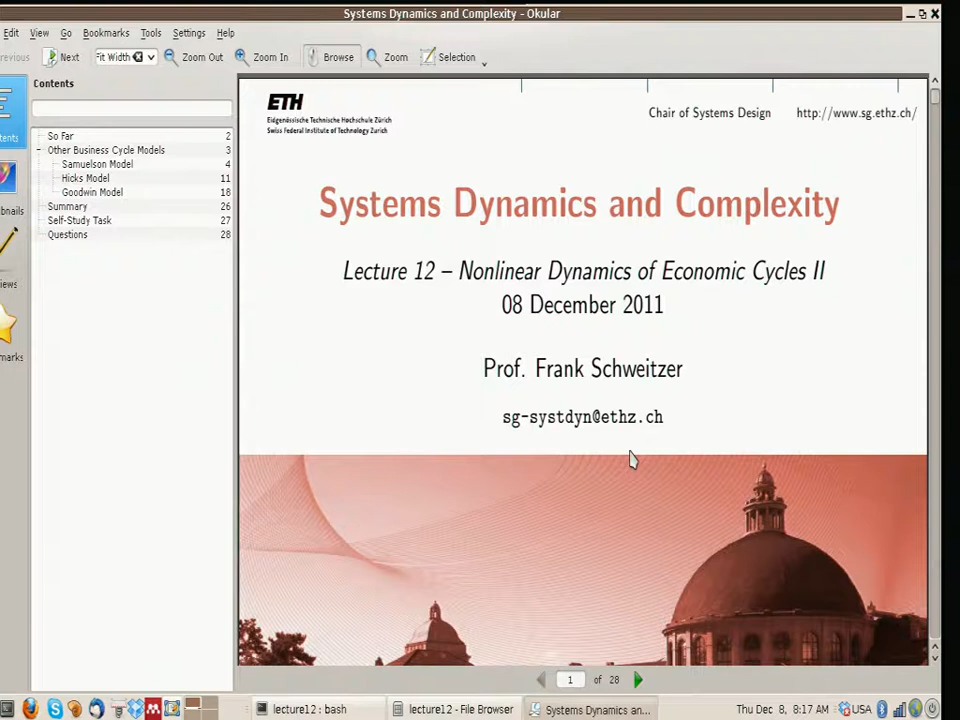 Systems Dynamics and Complexity - Okular
Edit View Go Bookmarks Tools Settings Help
Next Fit Width Zoom Out Zoom In Browse Zoom Selection
Contents
So Far 2
Other Business Cycle Models 3
Samuelson Model 4
Hicks Model 11
Goodwin Model 18
Summary 26
Self-Study Task 27
Questions 28
ETH
Eidgenössische Technische Hochschule Zürich
Swiss Federal Institute of Technology Zurich
Chair of Systems Design http://www.sg.ethz.ch/
Systems Dynamics and Complexity
Lecture 12 – Nonlinear Dynamics of Economic Cycles II
08 December 2011
Prof. Frank Schweitzer
sg-systdyn@ethz.ch
1 of 28
lecture12 : bash
lecture12 - File Browser
Systems Dynamics an...
Thu Dec 8, 8:17 AM
USA